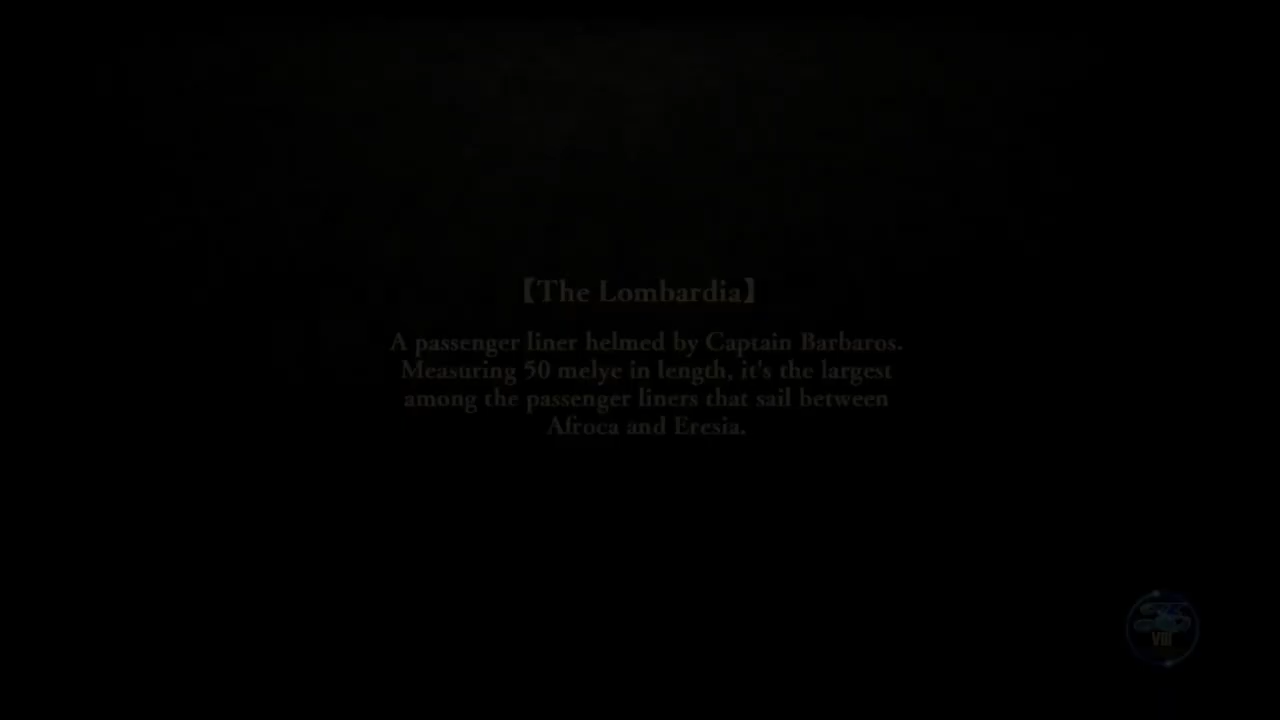 【The Lombardia】
A passenger liner helmed by Captain Barbaros.
Measuring 50 melye in length, it's the largest
among the passenger liners that sail between
Afroca and Eresia.
VIII